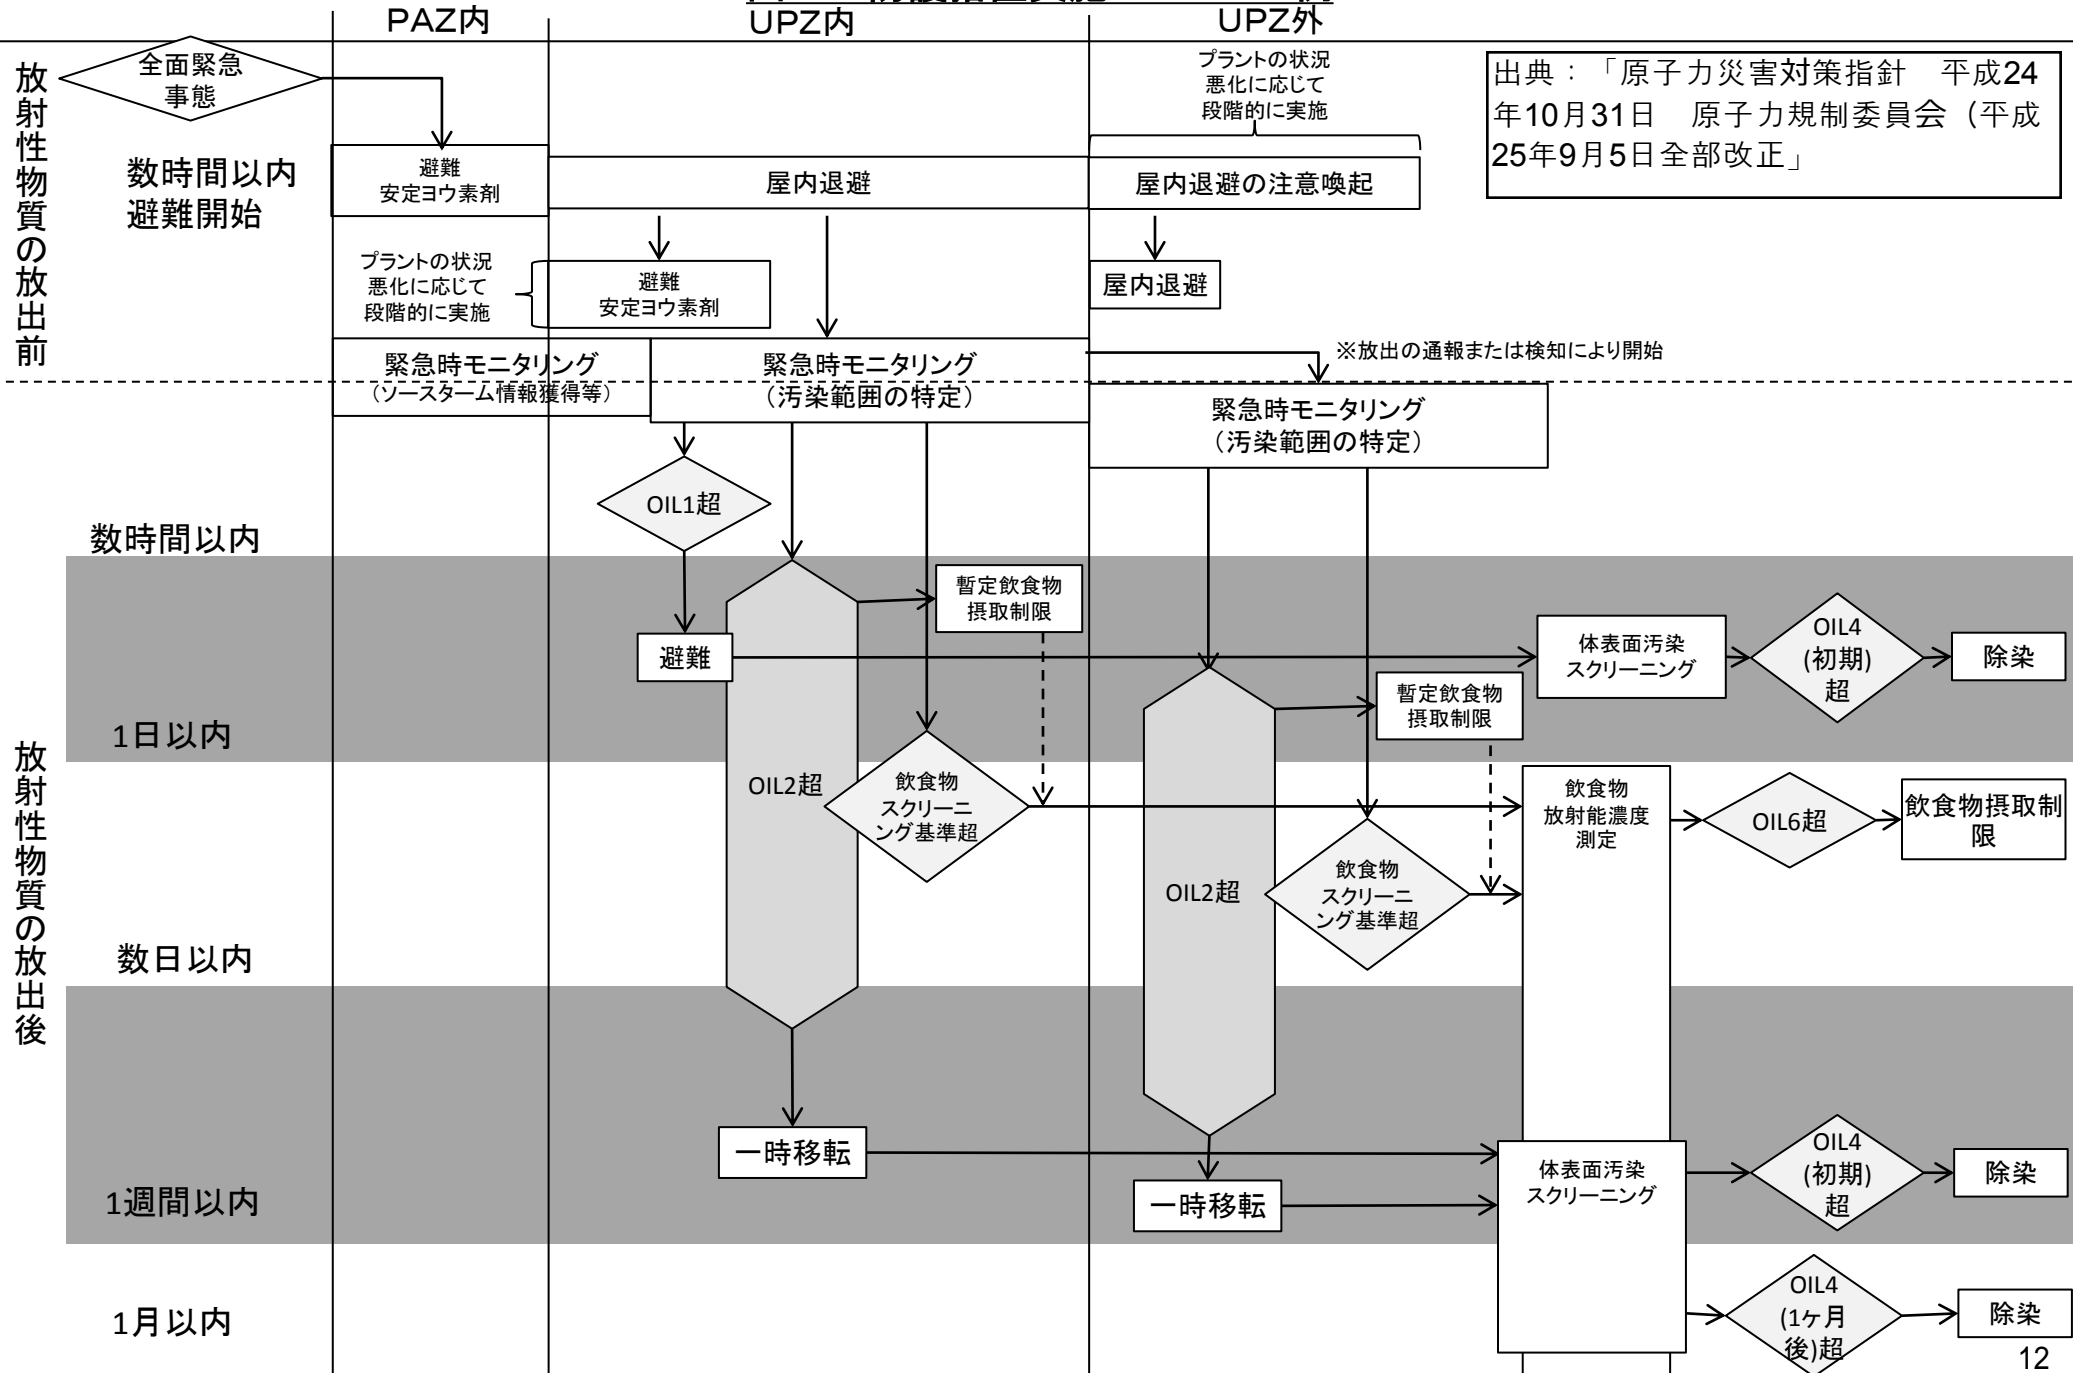 PAZ内
UPZ内
UPZ外
放射性物質の放出前
全面緊急
事態
数時間以内
避難開始
避難
安定ヨウ素剤
屋内退避
プラントの状況
悪化に応じて
段階的に実施
屋内退避の注意喚起
出典：「原子力災害対策指針　平成24
年10月31日　原子力規制委員会（平成
25年9月5日全部改正」
プラントの状況
悪化に応じて
段階的に実施
避難
安定ヨウ素剤
屋内退避
緊急時モニタリング
（ソースターム情報獲得等）
緊急時モニタリング
（汚染範囲の特定）
※放出の通報または検知により開始
緊急時モニタリング
（汚染範囲の特定）
放射性物質の放出後
数時間以内
OIL1超
避難
暫定飲食物
摂取制限
体表面汚染
スクリーニング
OIL4
(初期)
超
除染
暫定飲食物
摂取制限
1日以内
OIL2超
飲食物
スクリーニ
ング基準超
飲食物
放射能濃度
測定
OIL6超
飲食物摂取制
限
OIL2超
飲食物
スクリーニ
ング基準超
数日以内
一時移転
体表面汚染
スクリーニング
OIL4
(初期)
超
除染
1週間以内
一時移転
1月以内
OIL4
(1ケ月
後)超
除染
12